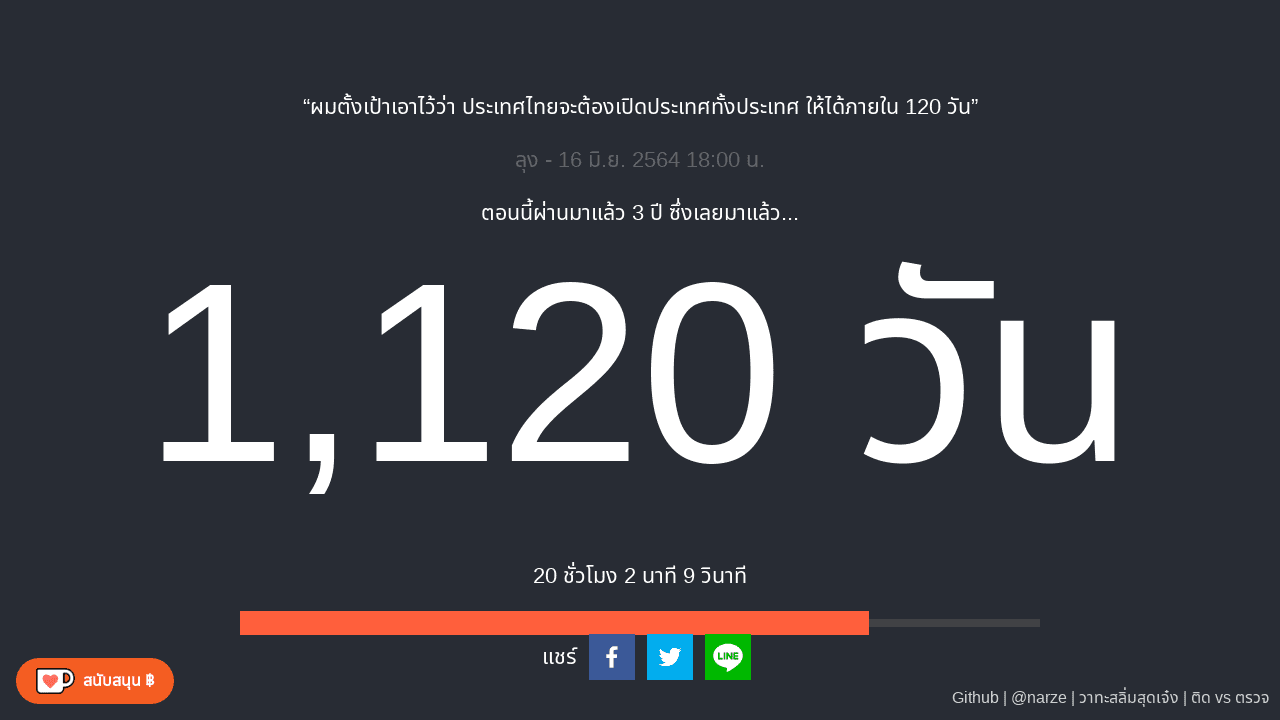 “ผมตั้งเป้าเอาไว้ว่า ประเทศไทยจะต้องเปิดประเทศทั้งประเทศ ให้ได้ภายใน 120 วัน”
ลุง - 16 มิ.ย. 2564 18:00 น.
ตอนนี้ผ่านมาแล้ว 3 ปี ซึ่งเลยมาแล้ว...
1,120 วัน
20 ชั่วโมง 2 นาที 9 วินาที
แชร์
LINE
สนับสนุน ฿
Github | @narze | วาทะสลิ่มสุดเจ๋ง | ติด vs ตรวจ